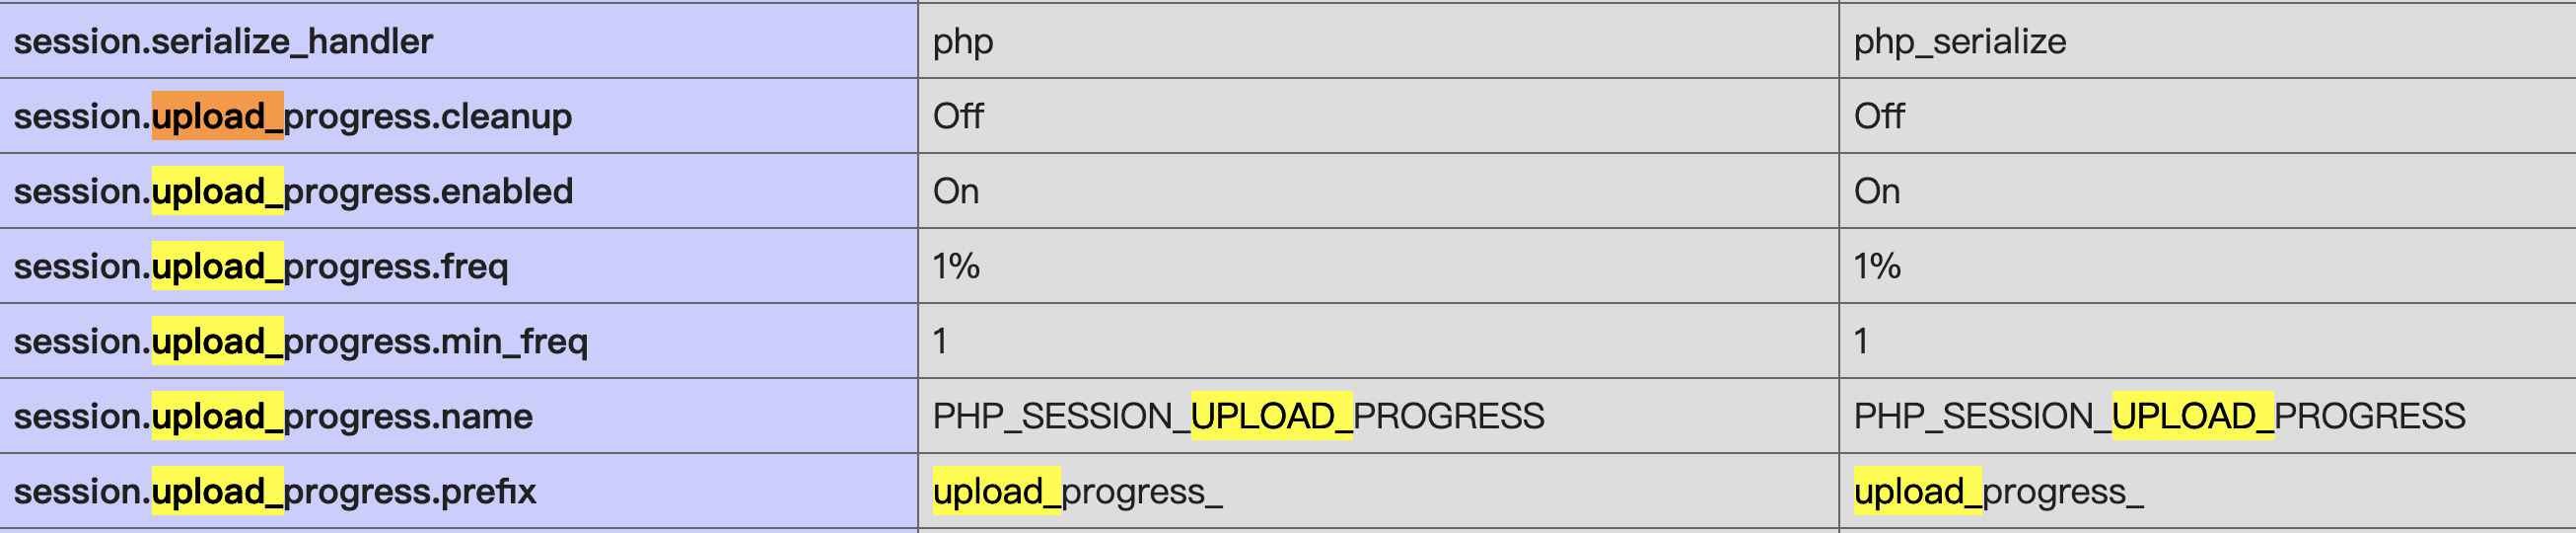 session.serialize_handler php php_serialize
session.upload_progress.cleanup Off Off
session.upload_progress.enabled On On
session.upload_progress.freq 1% 1%
session.upload_progress.min_freq 1 1
session.upload_progress.name PHP_SESSION_UPLOAD_PROGRESS PHP_SESSION_UPLOAD_PROGRESS
session.upload_progress.prefix upload_progress_ upload_progress_